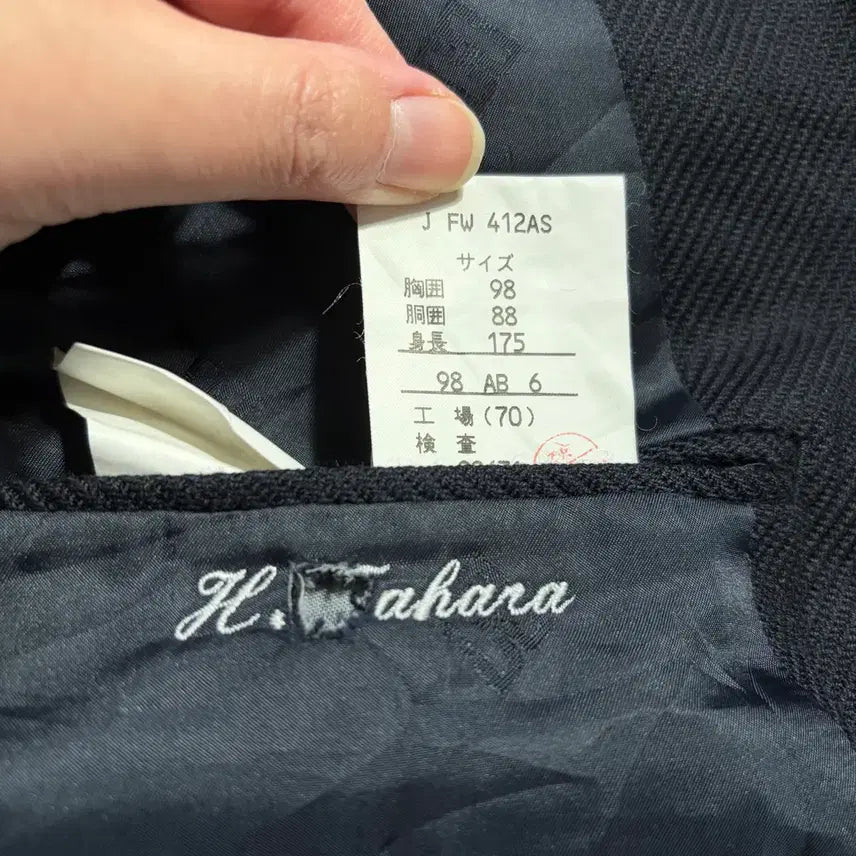 J FW 412AS
サイズ
胸囲 98
胴囲 88
身長 175
98 AB 6
工 場(70)
検 査
H. ahara